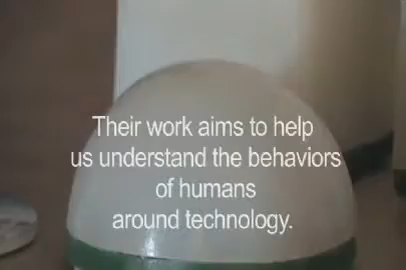 Their work aims to help
us understand the behaviors
of humans
around technology.